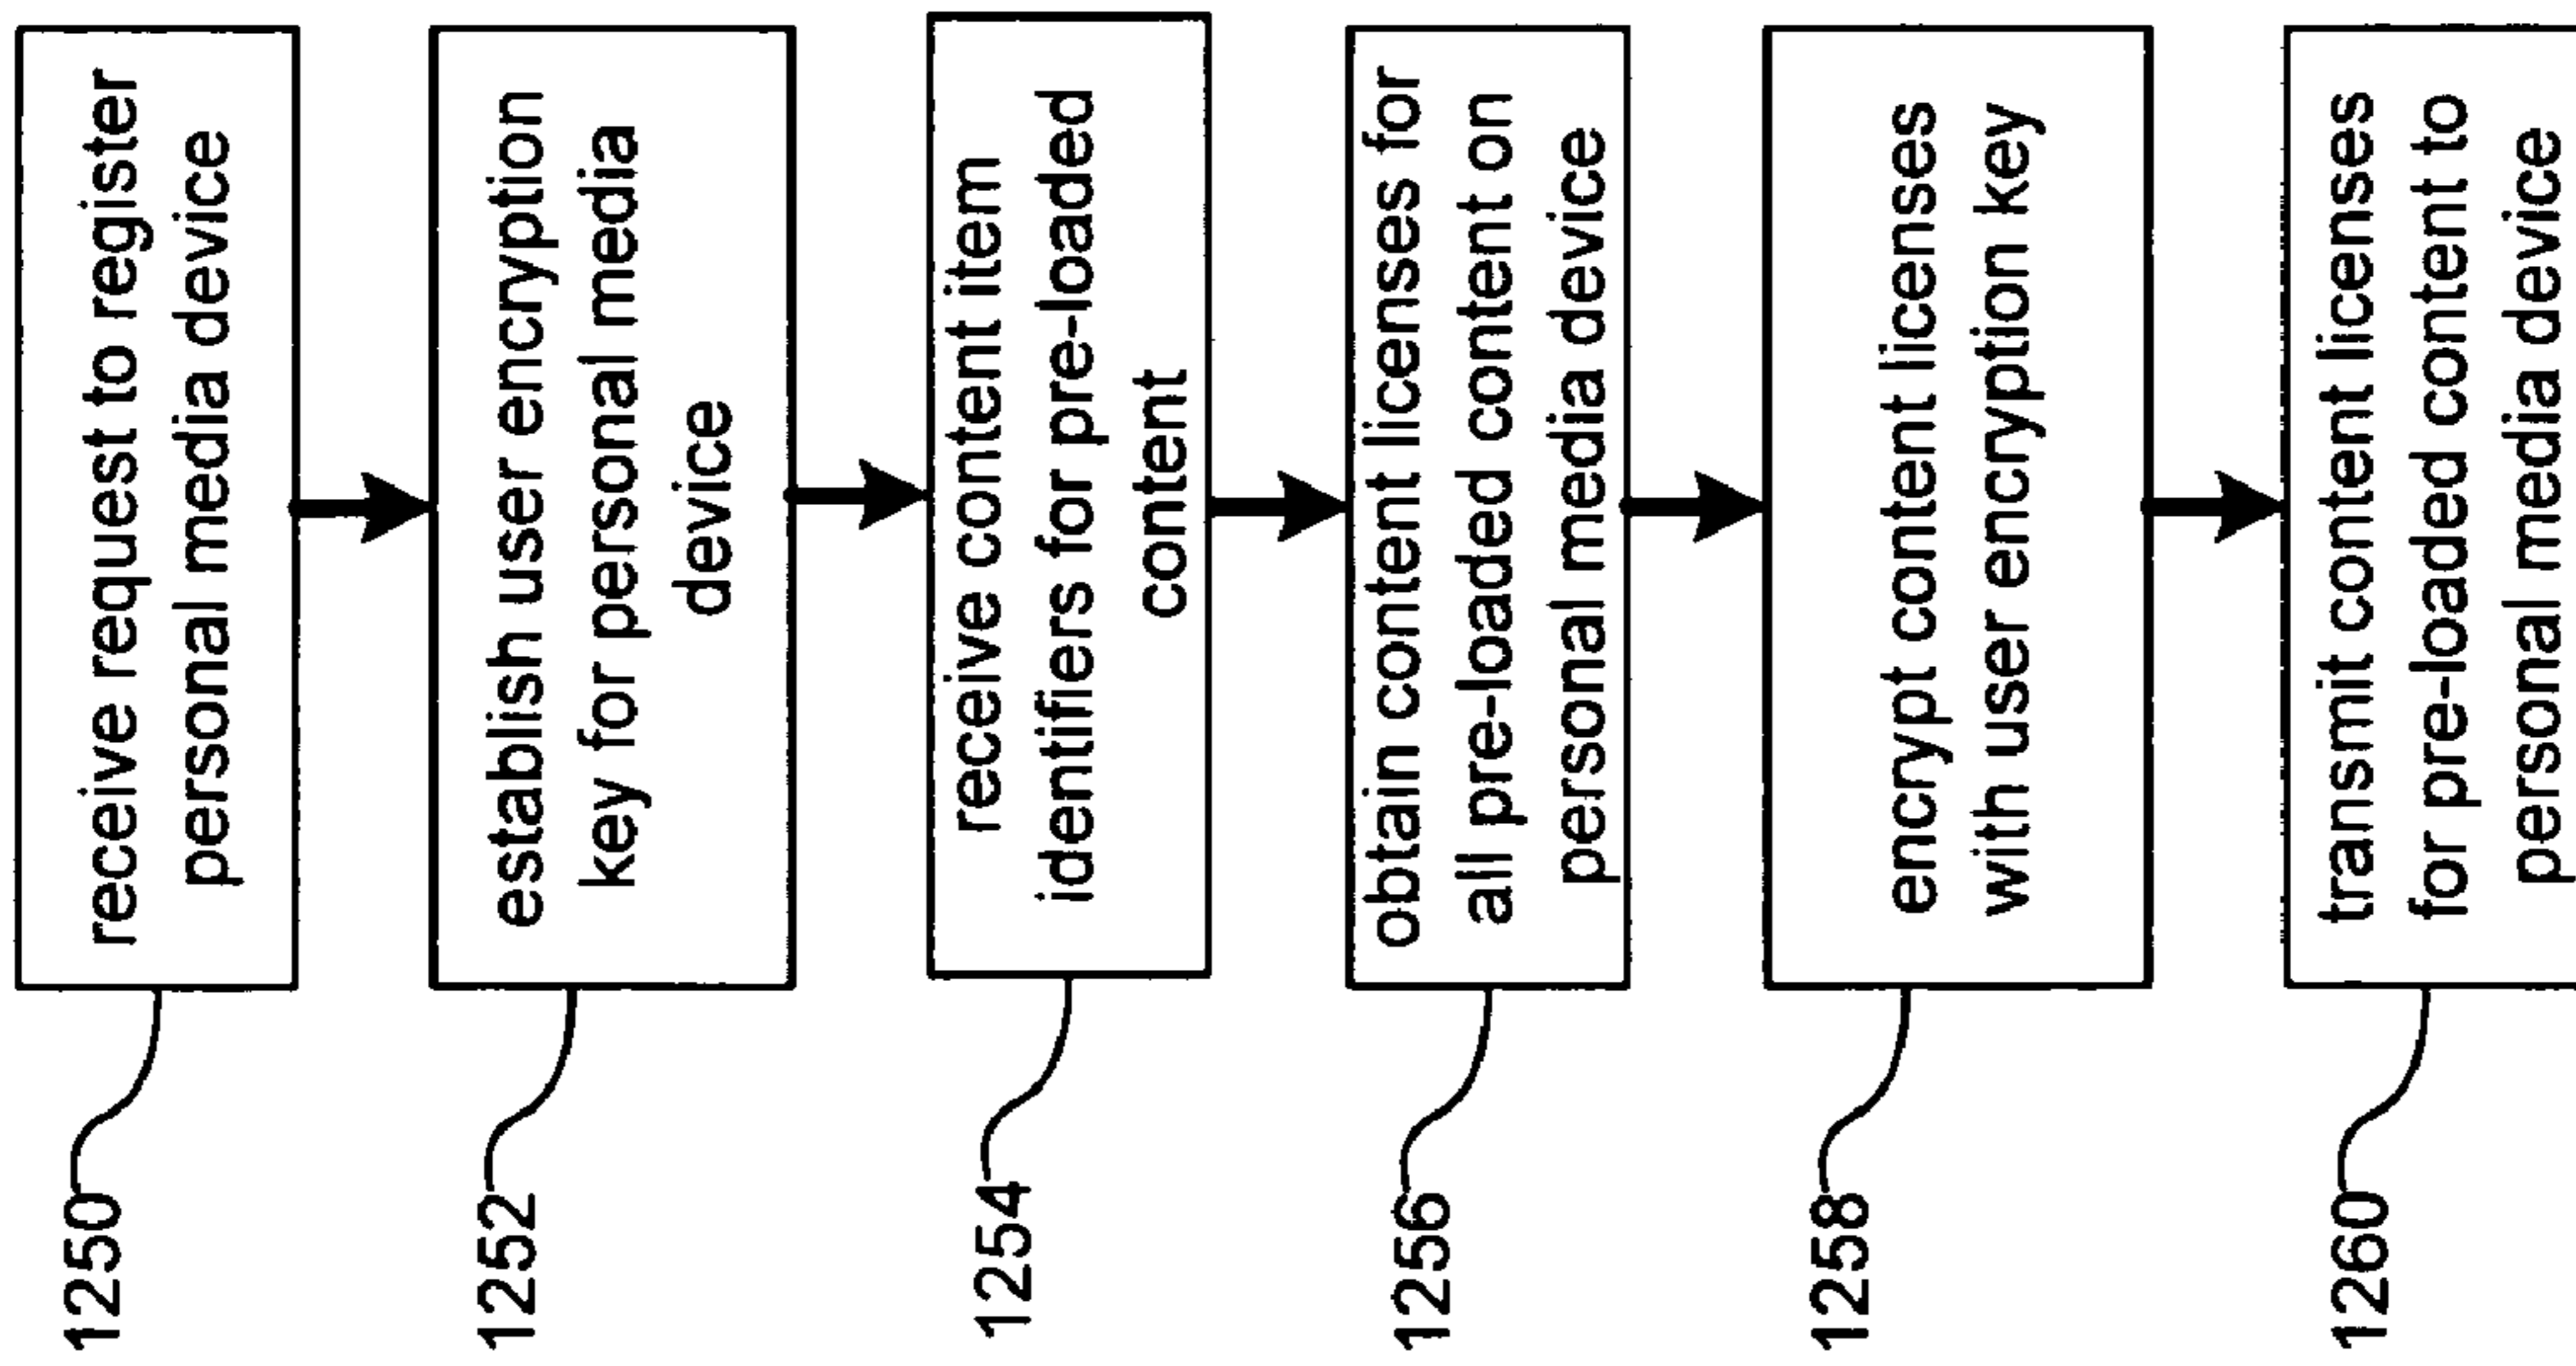 receive request to register
personal media device
1250
establish user encryption
key for personal media
device
1252
receive content item
identifiers for pre-loaded
content
1254
obtain content licenses for
all pre-loaded content on
personal media device
1256
encrypt content licenses
with user encryption key
1258
transmit content licenses
for pre-loaded content to
personal media device
1260